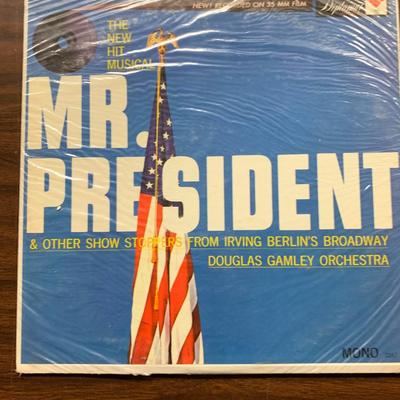 NEW! RECORDED ON 35 MM FILM
Diplomat
THE
NEW
HIT
MUSICAL
MR.
PRESIDENT
& OTHER SHOW STOPPERS FROM IRVING BERLIN'S BROADWAY
DOUGLAS GAMLEY ORCHESTRA
MONO